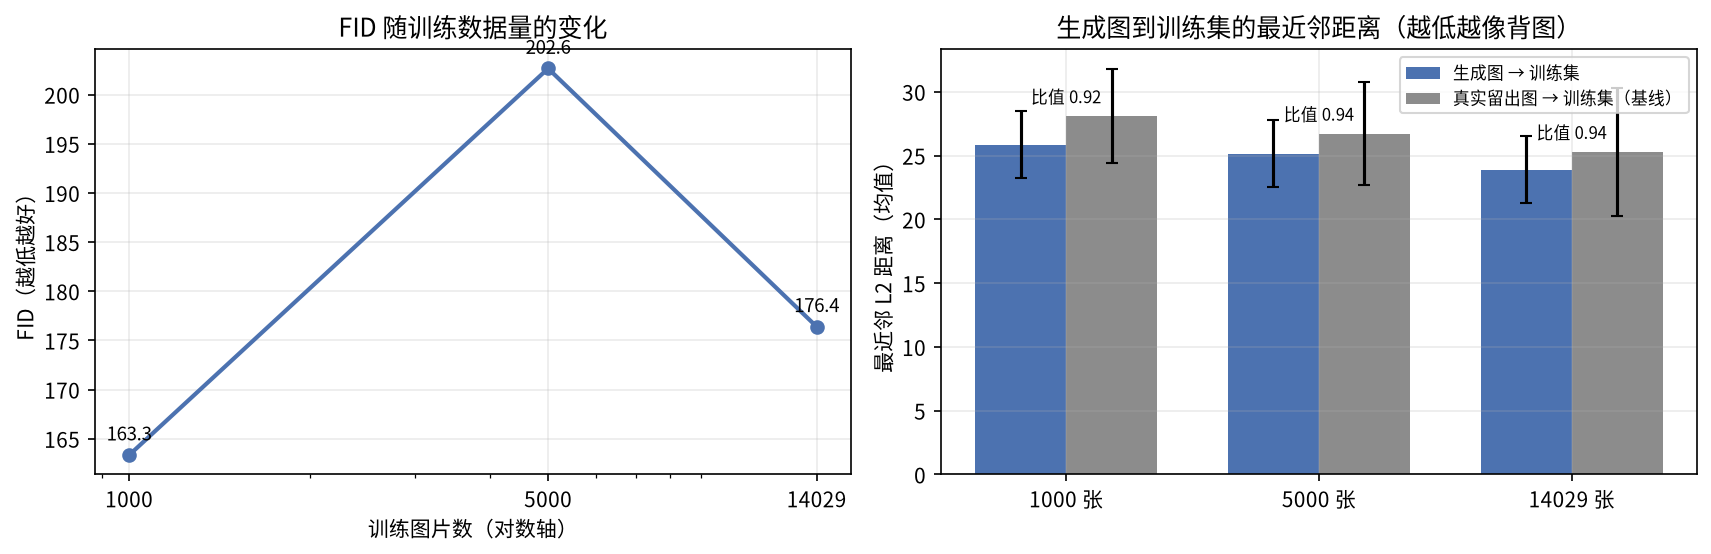 FID 随训练数据量的变化
202.6
176.4
163.3
200
195
190
185
180
175
170
165
FID（越低越好）
1000
5000
14029
训练图片数（对数轴）
生成图到训练集的最近邻距离（越低越像背图）
生成图 → 训练集
真实留出图 → 训练集（基线）
比值 0.92
比值 0.94
比值 0.94
30
25
20
15
10
5
0
最近邻 L2 距离（均值）
1000 张
5000 张
14029 张